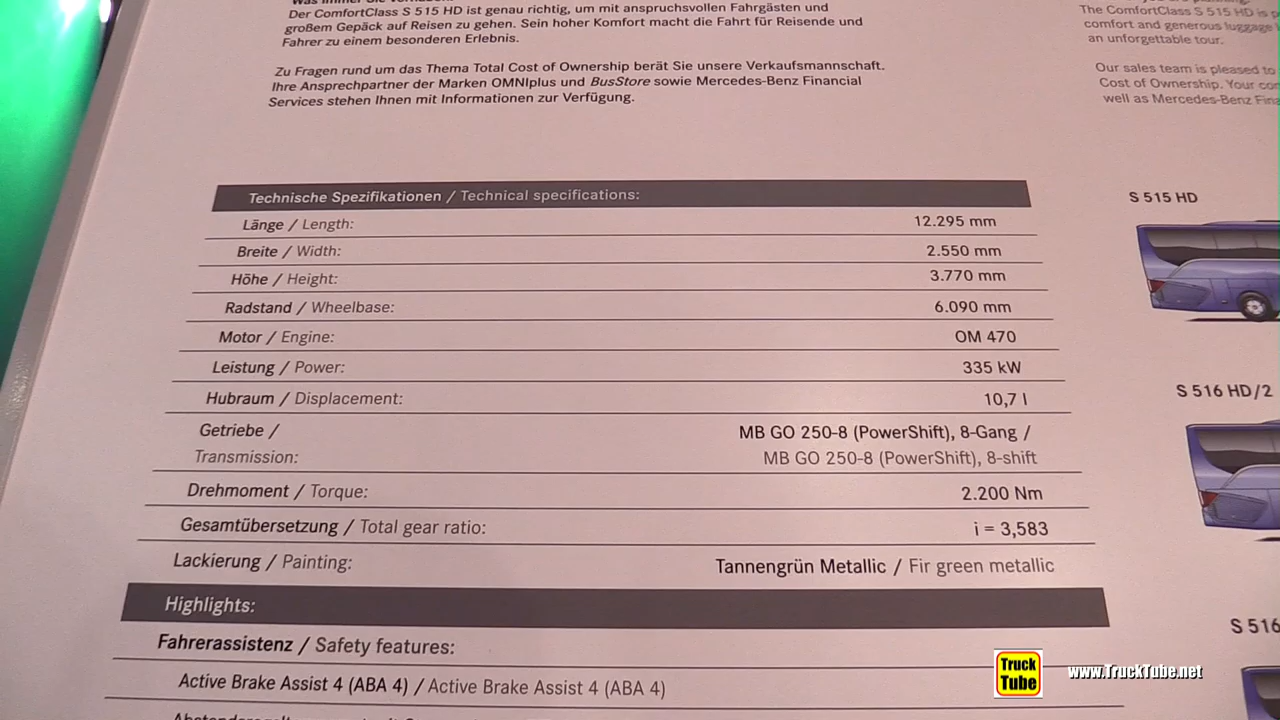 Der ComfortClass S 515 HD ist genau richtig, um mit anspruchsvollen Fahrgästen und
großem Gepäck auf Reisen zu gehen. Sein hoher Komfort macht die Fahrt für Reisende und
Fahrer zu einem besonderen Erlebnis.
Zu Fragen rund um das Thema Total Cost of Ownership berät Sie unsere Verkaufsmannschaft.
Ihre Ansprechpartner der Marken OMNIplus und BusStore sowie Mercedes-Benz Financial
Services stehen Ihnen mit Informationen zur Verfügung.
The ComfortClass S 515 HD is
comfort and generous luggage
an unforgettable tour.
Our sales team is pleased to
Cost of Ownership. Your
well as Mercedes-Benz
Technische Spezifikationen / Technical specifications:
Länge / Length: 12.295 mm
Breite / Width: 2.550 mm
Höhe / Height: 3.770 mm
Radstand / Wheelbase: 6.090 mm
Motor / Engine: OM 470
Leistung / Power: 335 kW
Hubraum / Displacement: 10,7 l
Getriebe / MB GO 250-8 (PowerShift), 8-Gang /
Transmission: MB GO 250-8 (PowerShift), 8-shift
Drehmoment / Torque: 2.200 Nm
Gesamtübersetzung / Total gear ratio: i = 3,583
Lackierung / Painting: Tannengrün Metallic / Fir green metallic
Highlights:
Fahrerassistenz / Safety features:
Active Brake Assist 4 (ABA 4) / Active Brake Assist 4 (ABA 4)
S 515 HD
S 516 HD/2
S 516
Truck
Tube
www.TruckTube.net